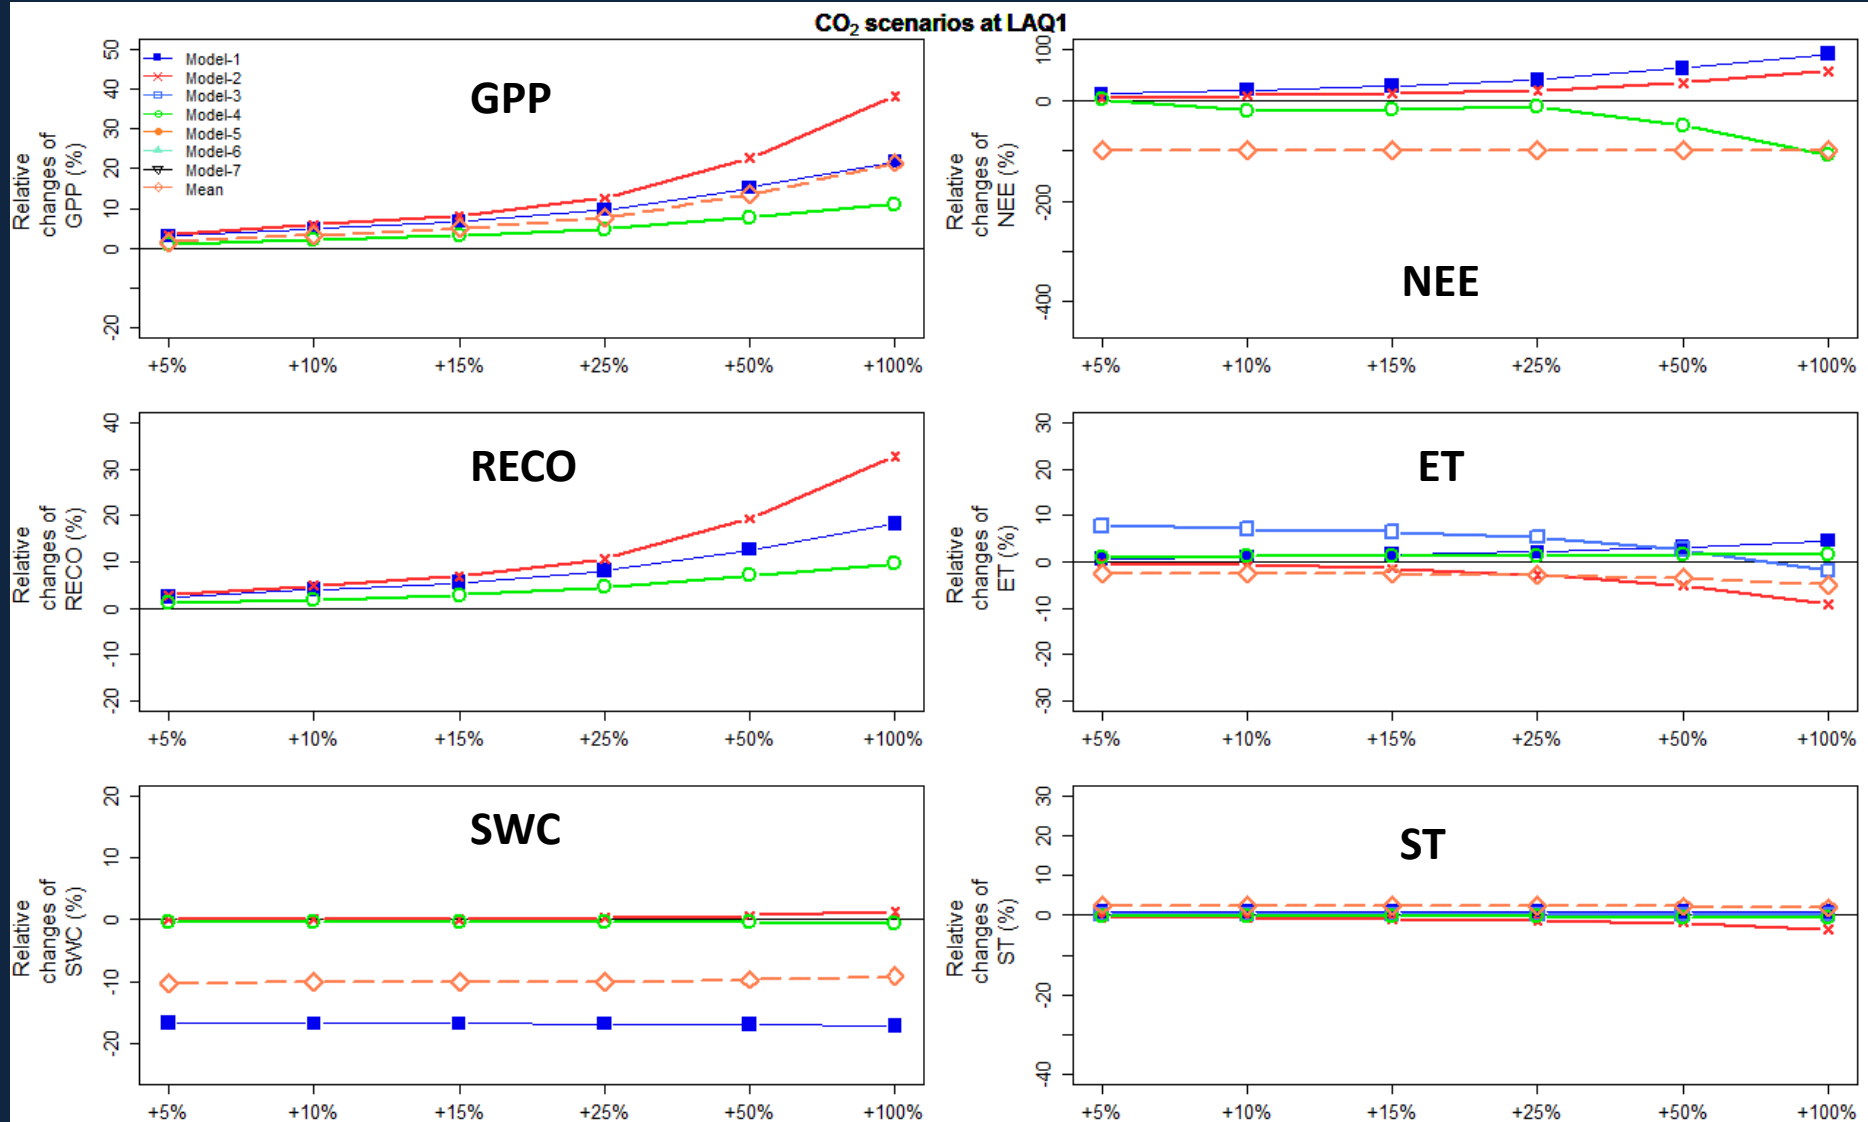 CO₂ scenarios at LAQ1
Relative
changes of
GPP (%)
50
40
30
20
10
0
-20
Model-1
Model-2
Model-3
Model-4
Model-5
Model-6
Model-7
Mean
GPP
+5% +10% +15% +25% +50% +100%
Relative
changes of
NEE (%)
100
0
-200
-400
NEE
+5% +10% +15% +25% +50% +100%
Relative
changes of
RECO (%)
40
30
20
10
0
-10
-20
RECO
+5% +10% +15% +25% +50% +100%
Relative
changes of
ET (%)
30
20
10
0
-10
-20
-30
ET
+5% +10% +15% +25% +50% +100%
Relative
changes of
SWC (%)
20
10
0
-10
-20
SWC
+5% +10% +15% +25% +50% +100%
Relative
changes of
ST (%)
30
20
10
0
-20
-40
ST
+5% +10% +15% +25% +50% +100%